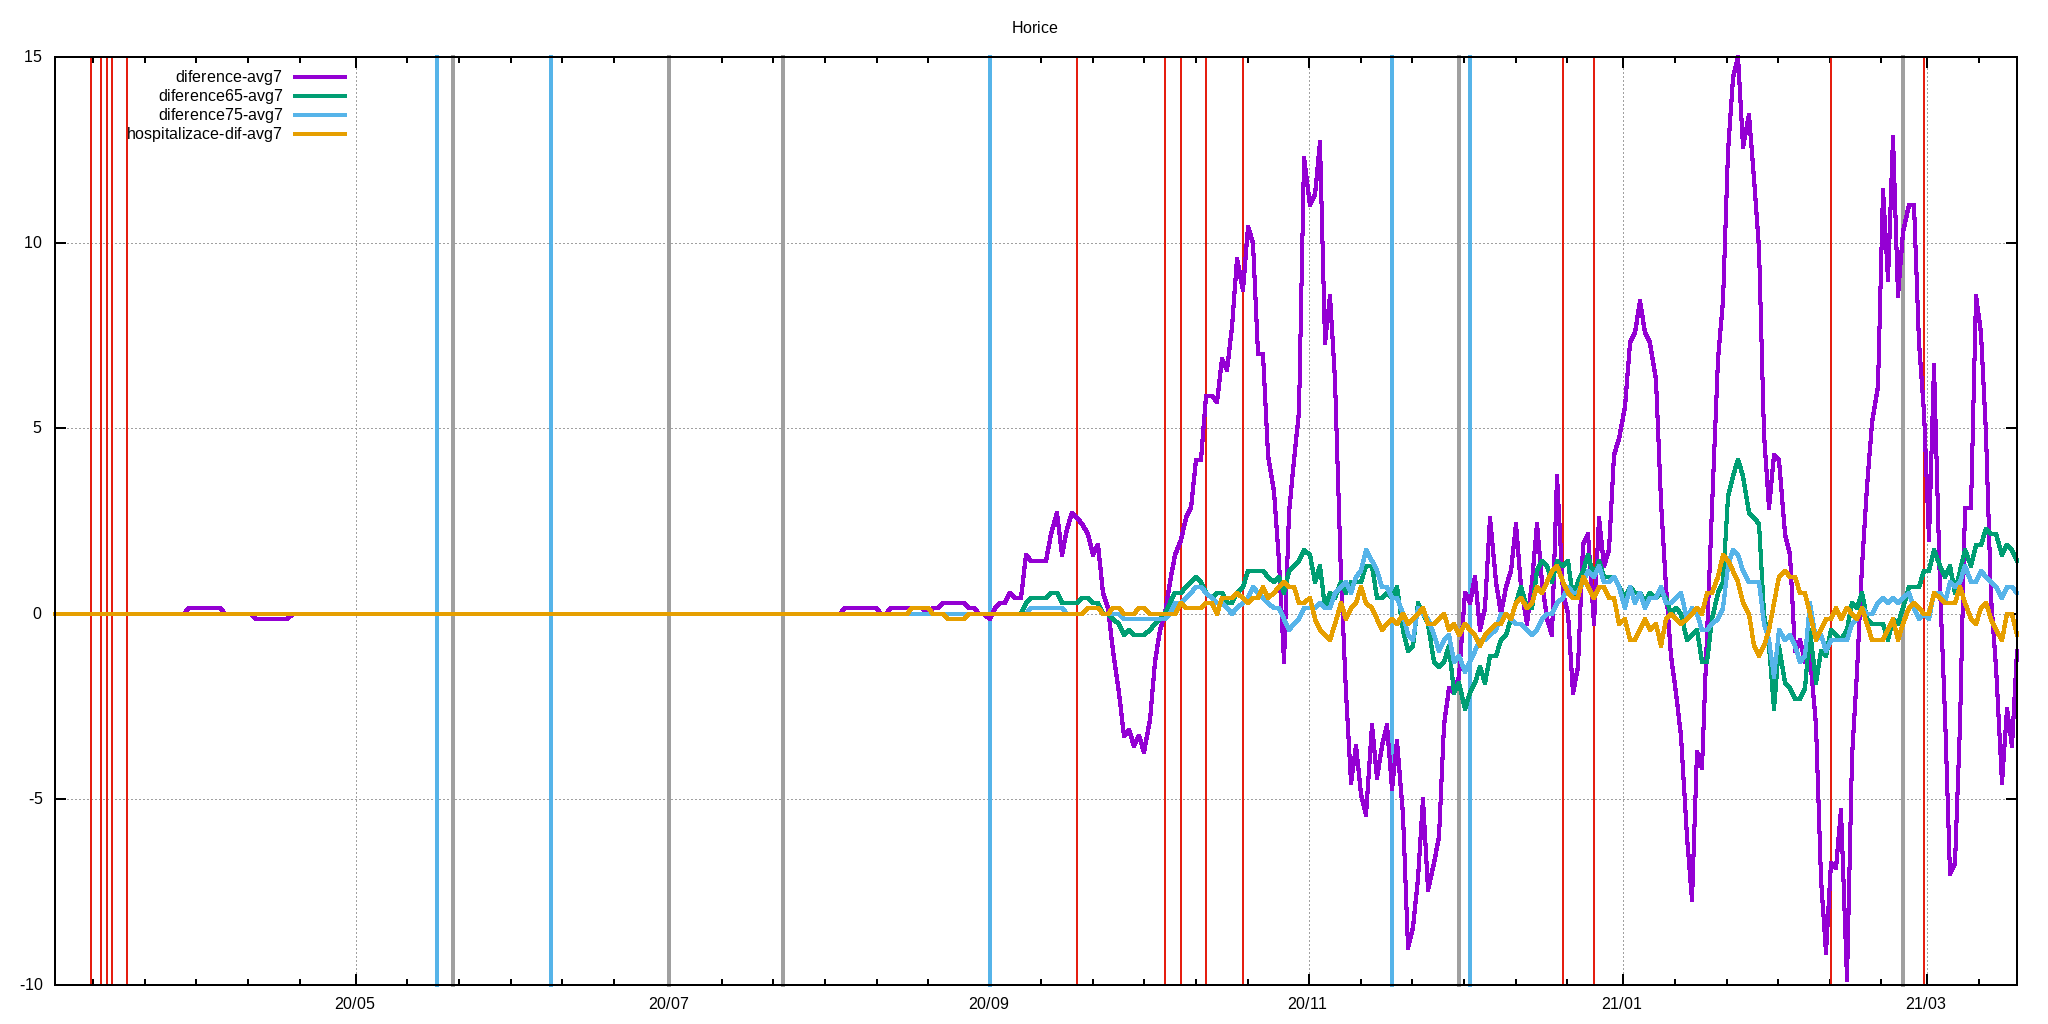 Horice
diference-avg7
diference65-avg7
diference75-avg7
hospitalizace-dif-avg7
15
10
5
0
-5
-10
20/05 20/07 20/09 20/11 21/01 21/03